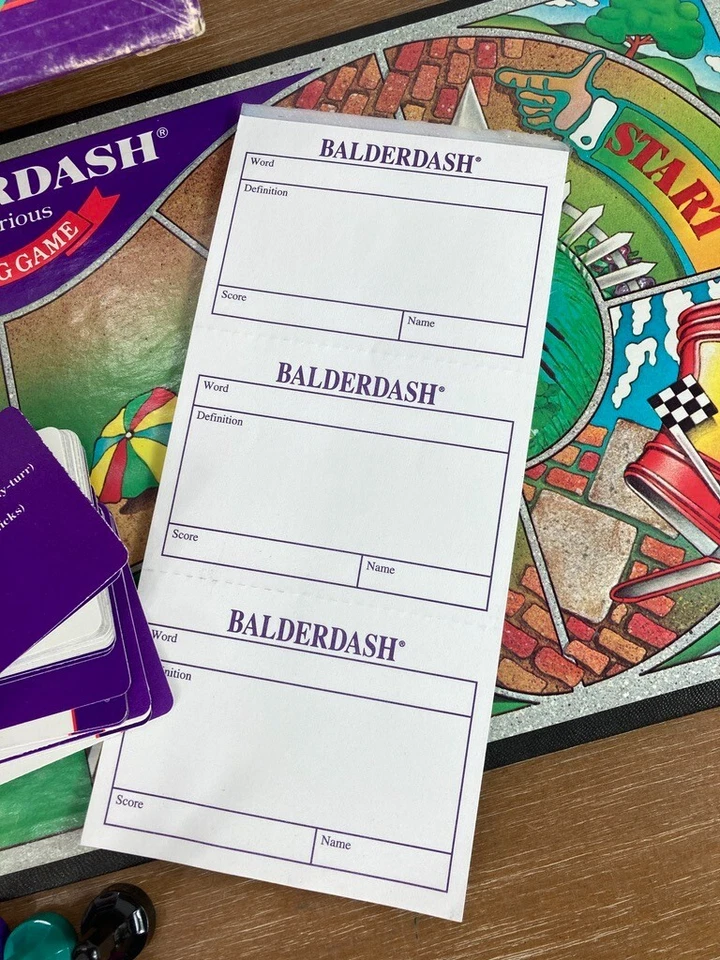 RDASH®
rious
G GAME
START
BALDERDASH®
Word
Definition
Score
Name
BALDERDASH®
Word
Definition
Score
Name
y-turr)
icks)
BALDERDASH®
Word
nition
Score
Name